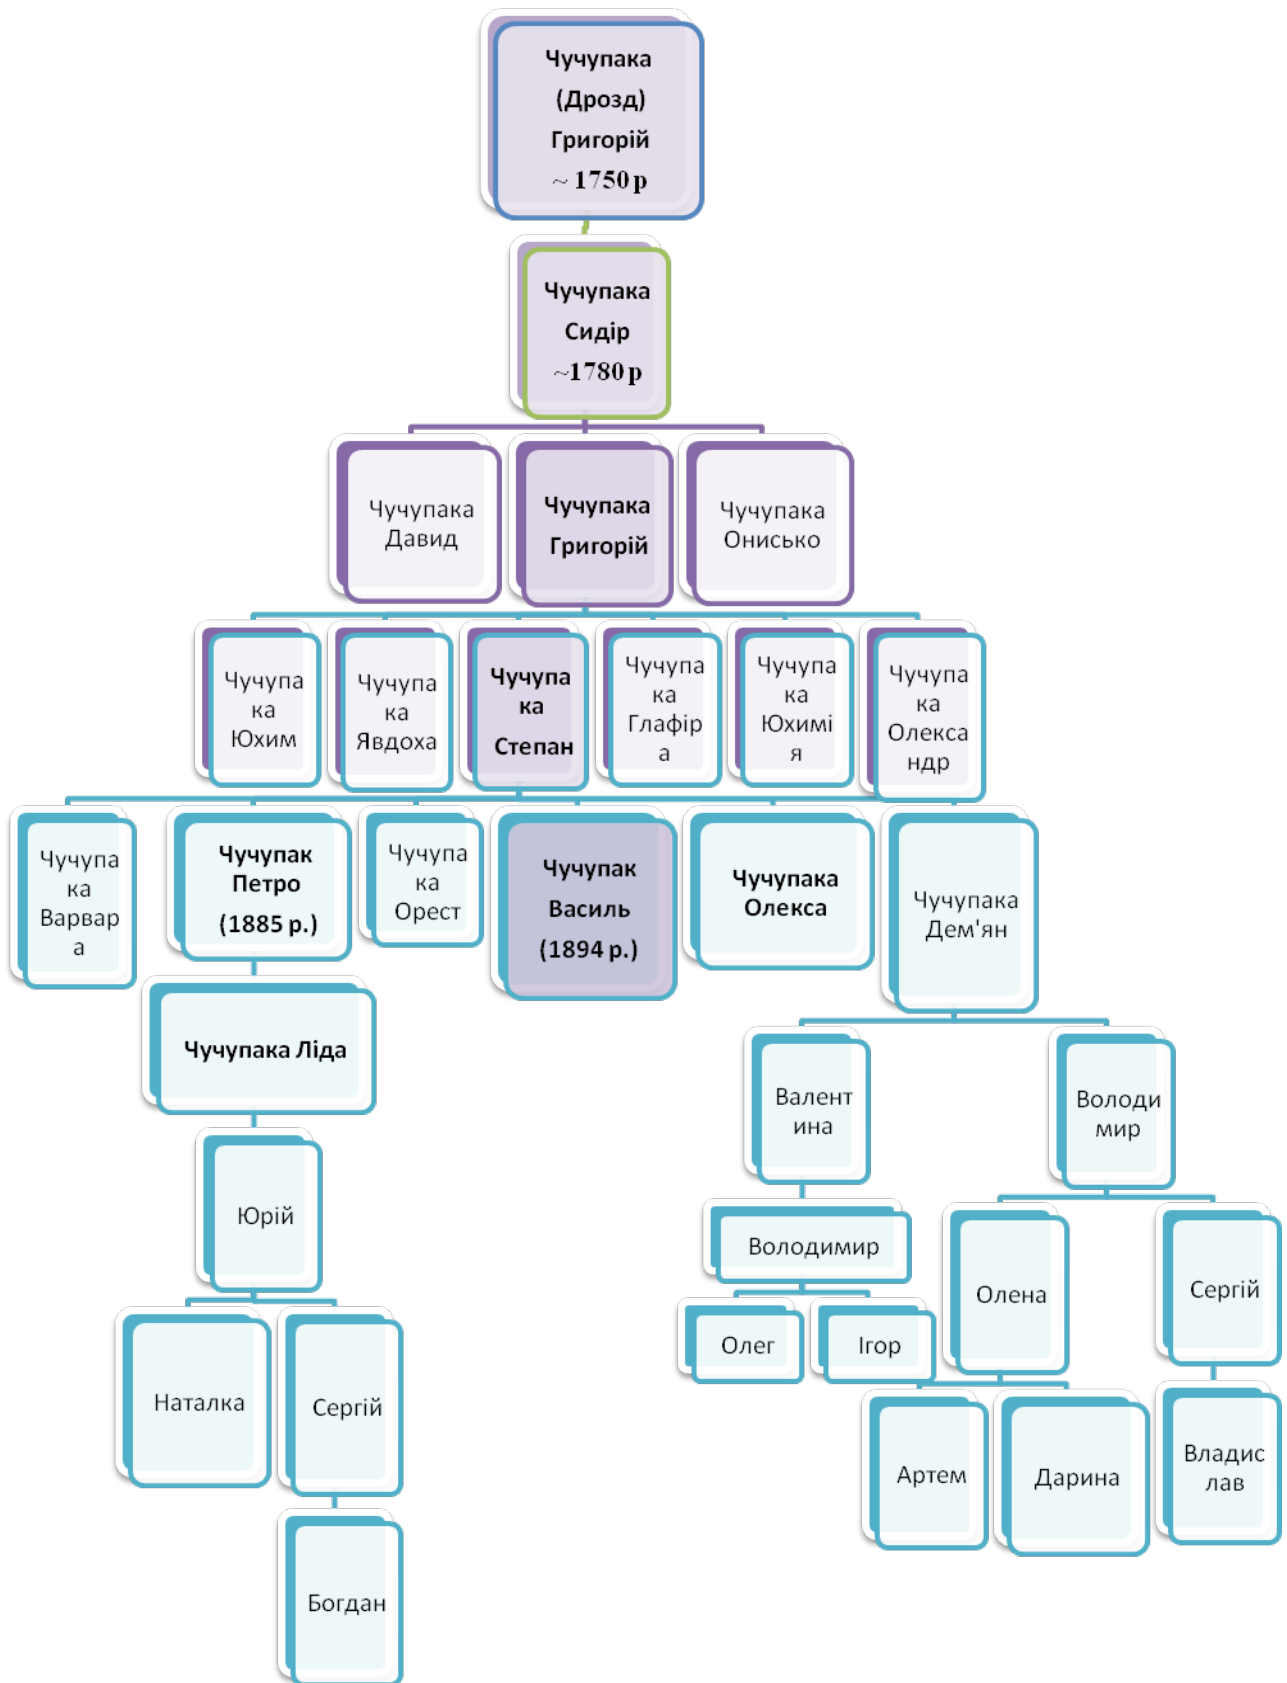 Чучупака
(Дрозд)
Григорій
~ 1750 р
Чучупака
Сидір
~1780 р
Чучупака
Давид
Чучупака
Григорій
Чучупака
Онисько
Чучупа
ка
Юхим
Чучупа
ка
Явдоха
Чучупа
ка
Степан
Чучупа
ка
Глафір
а
Чучупа
ка
Юхимі
я
Чучупа
ка
Олекса
ндр
Чучупа
ка
Варвар
а
Чучупак
Петро
(1885 р.)
Чучупа
ка
Орест
Чучупак
Василь
(1894 р.)
Чучупака
Олекса
Чучупака
Дем'ян
Чучупака Ліда
Валент
ина
Володи
мир
Юрій
Володимир
Олена
Сергій
Наталка
Сергій
Олег
Ігор
Артем
Дарина
Владис
лав
Богдан